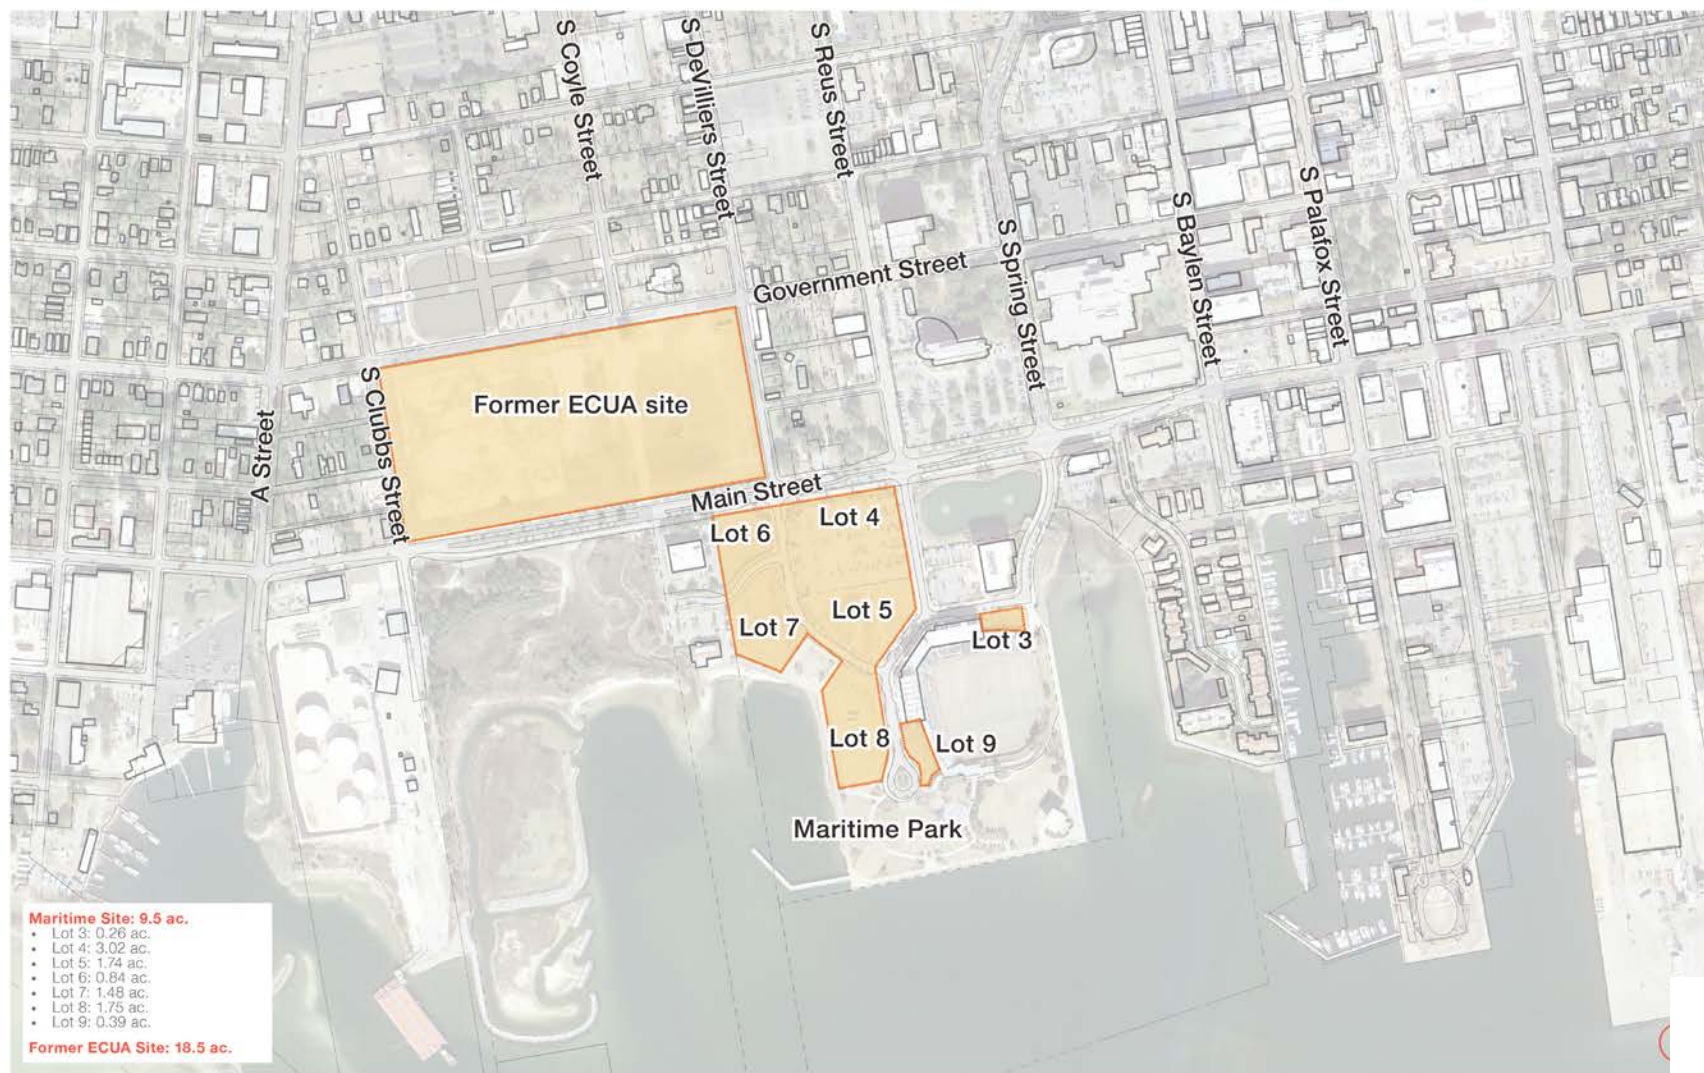 S Coyle Street
S DeVilliers Street
S Reus Street
S Spring Street
S Baylen Street
S Palafox Street
Government Street
Former ECUA site
S Clubbs Street
A Street
Main Street
Lot 6
Lot 4
Lot 5
Lot 7
Lot 3
Lot 8
Lot 9
Maritime Park
Maritime Site: 9.5 ac.
• Lot 3: 0.26 ac.
• Lot 4: 3.02 ac.
• Lot 5: 1.74 ac.
• Lot 6: 0.84 ac.
• Lot 7: 1.48 ac.
• Lot 8: 1.75 ac.
• Lot 9: 0.39 ac.
Former ECUA Site: 18.5 ac.